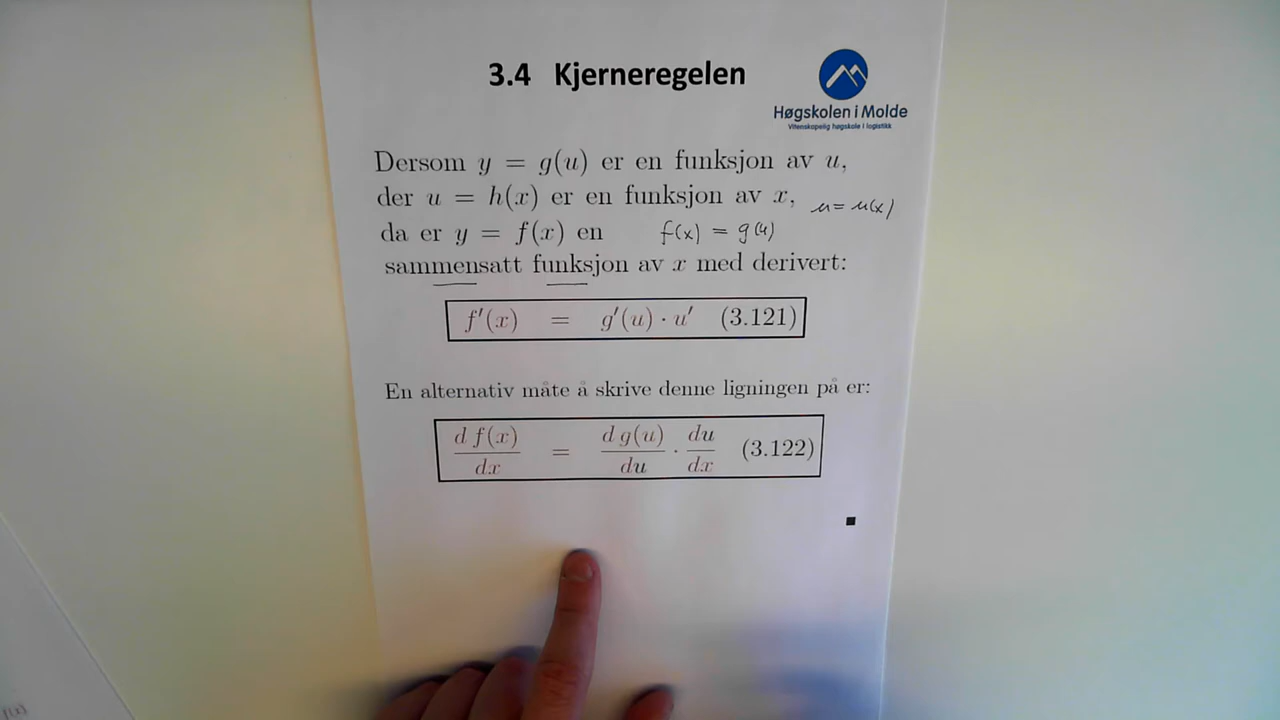 3.4 Kjerneregelen
Høgskolen i Molde
Vitenskapelig høgskole i logistikk
Dersom y = g(u) er en funksjon av u,
der u = h(x) er en funksjon av x, u = u(x)
da er y = f(x) en f(x) = g(u)
sammensatt funksjon av x med derivert:
f′(x) = g′(u) · u′ (3.121)
En alternativ måte å skrive denne ligningen på er:
d f(x)/dx = d g(u)/du · du/dx (3.122)